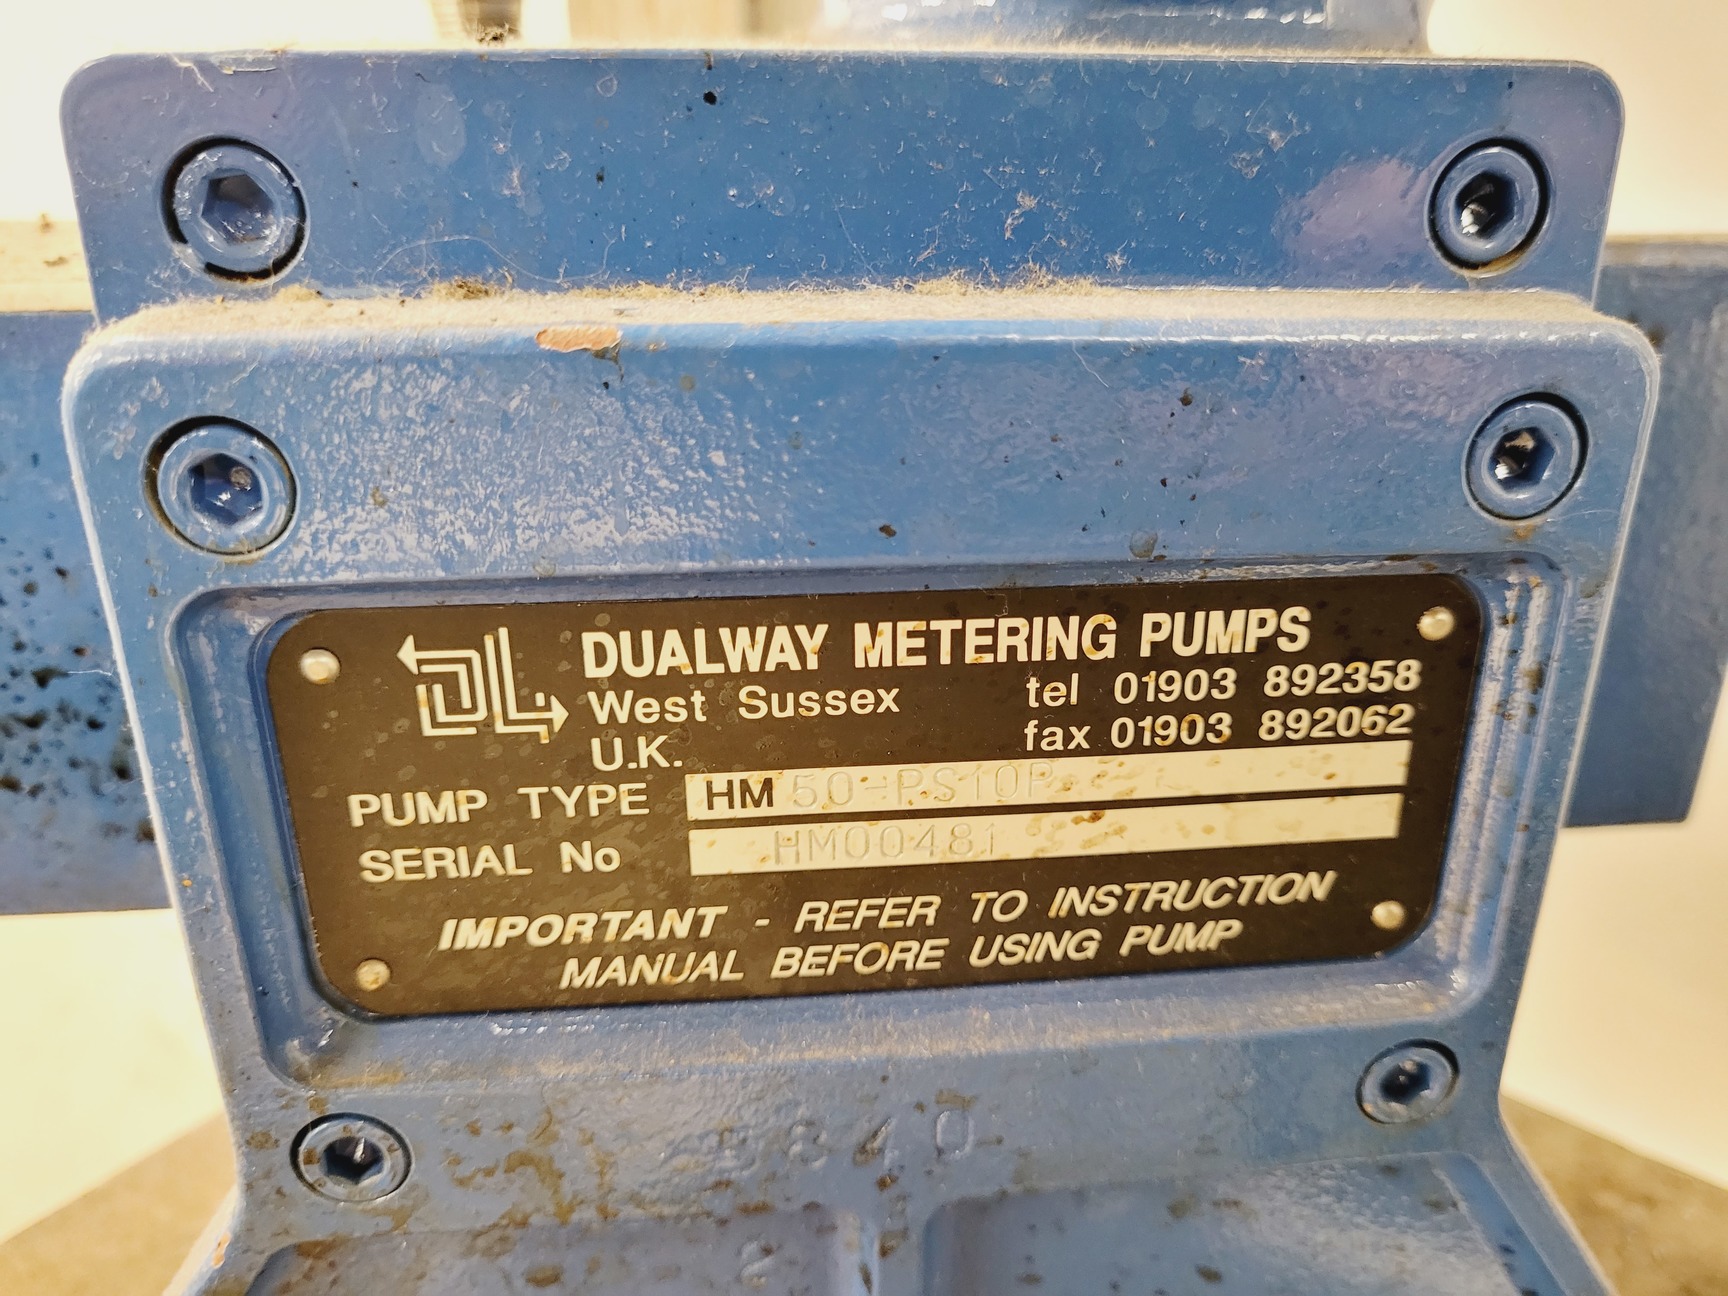 DUALWAY METERING PUMPS
West Sussex tel 01903 892358
U.K. fax 01903 892062
PUMP TYPE HM 50-PS10P
SERIAL No HM00481
IMPORTANT - REFER TO INSTRUCTION
MANUAL BEFORE USING PUMP